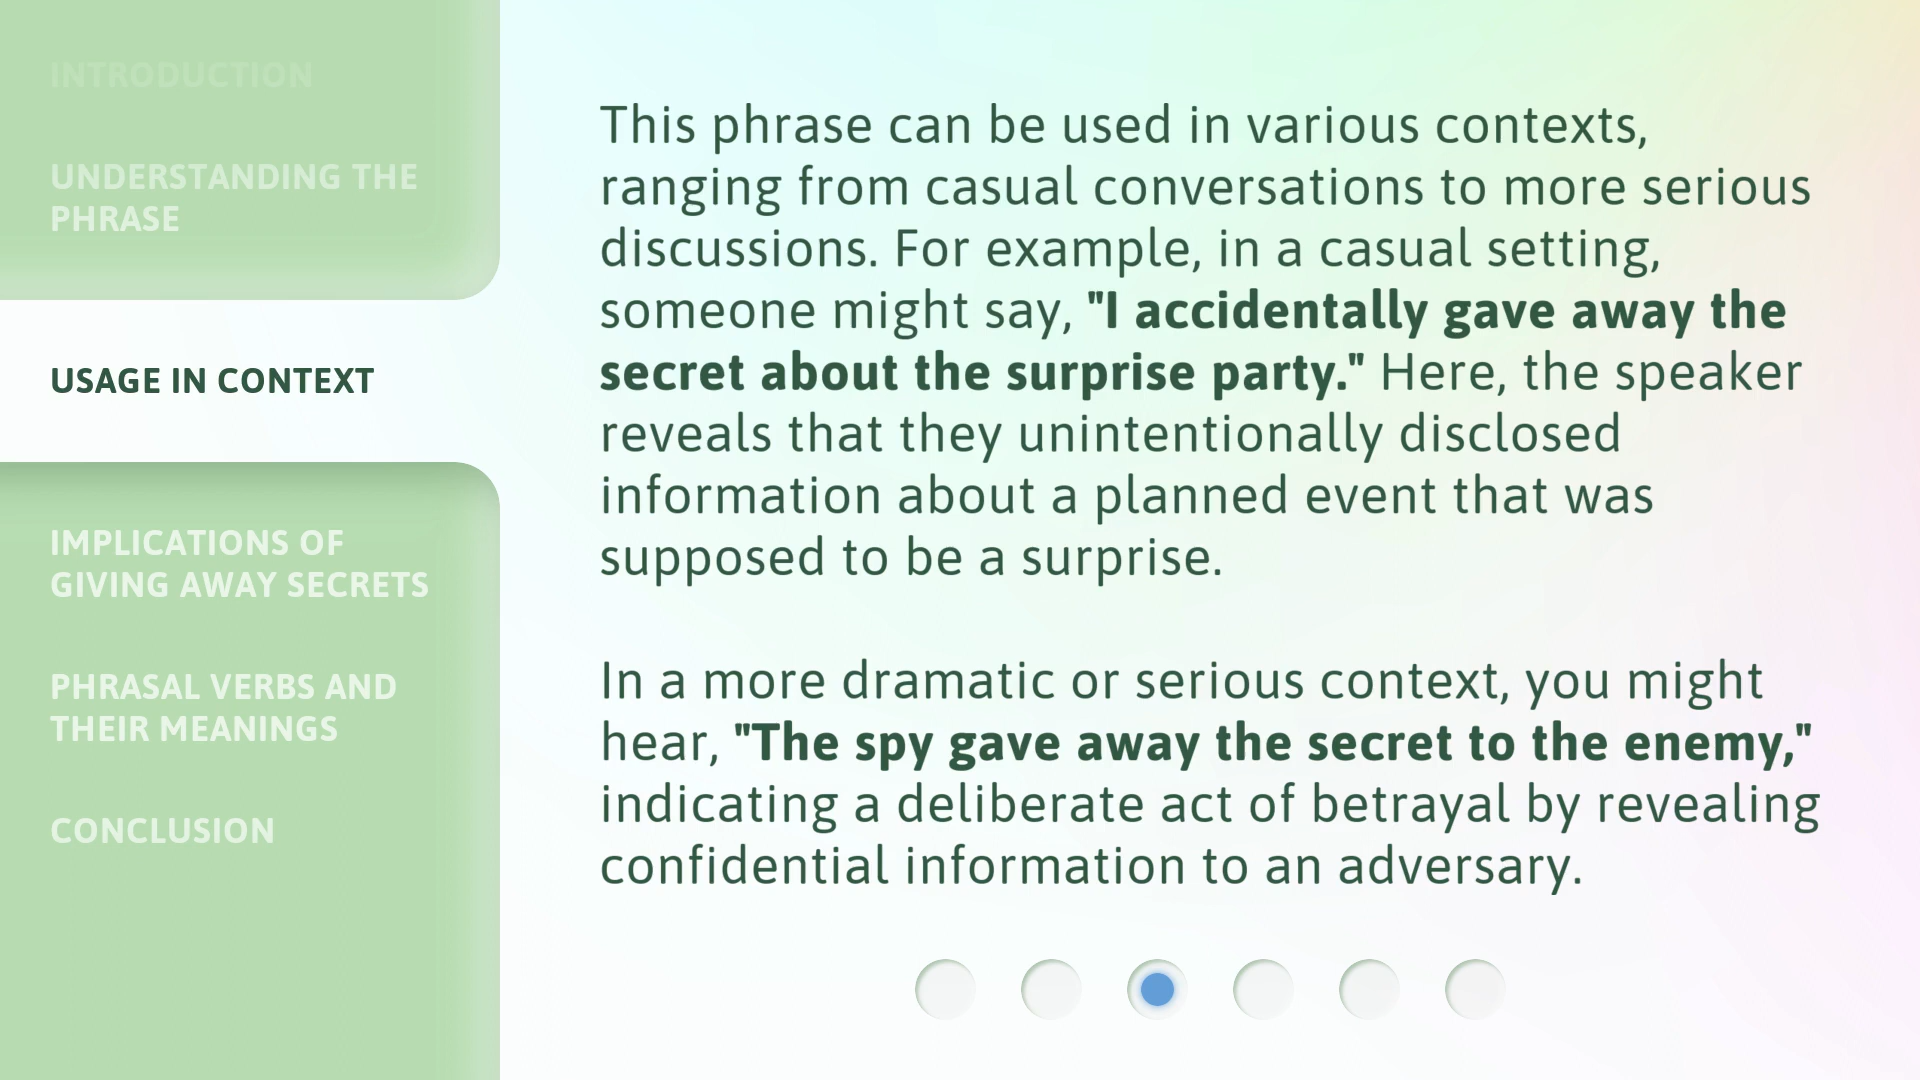 INTRODUCTION
UNDERSTANDING THE
PHRASE
USAGE IN CONTEXT
IMPLICATIONS OF
GIVING AWAY SECRETS
PHRASAL VERBS AND
THEIR MEANINGS
CONCLUSION
This phrase can be used in various contexts,
ranging from casual conversations to more serious
discussions. For example, in a casual setting,
someone might say, "I accidentally gave away the
secret about the surprise party." Here, the speaker
reveals that they unintentionally disclosed
information about a planned event that was
supposed to be a surprise.
In a more dramatic or serious context, you might
hear, "The spy gave away the secret to the enemy,"
indicating a deliberate act of betrayal by revealing
confidential information to an adversary.